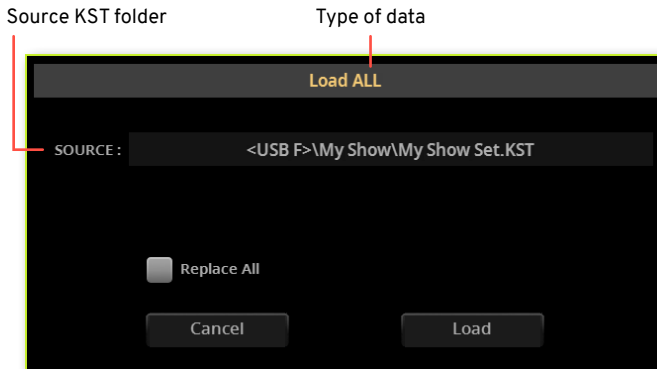 Source KST folder
Type of data
Load ALL
SOURCE : <USB F>\My Show\My Show Set.KST
Replace All
Cancel
Load